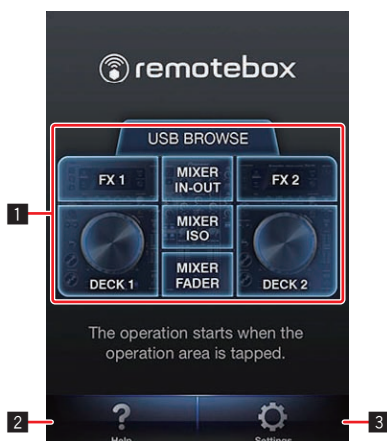 remotebox
USB BROWSE
FX 1
MIXER
IN-OUT
FX 2
1
MIXER
ISO
DECK 1
MIXER
FADER
DECK 2
The operation starts when the
operation area is tapped.
2
?
3
Help
Settings